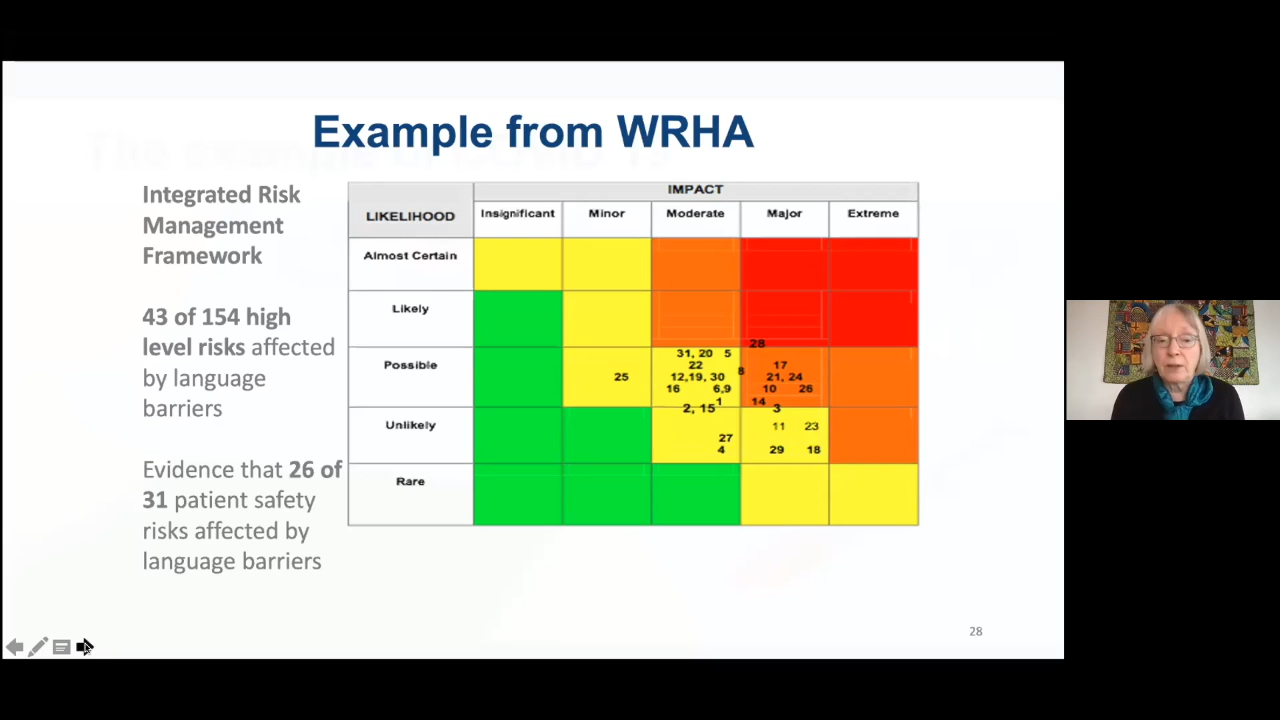 Example from WRHA
Integrated Risk
Management
Framework
43 of 154 high
level risks affected
by language
barriers
Evidence that 26 of
31 patient safety
risks affected by
language barriers
IMPACT
LIKELIHOOD
Insignificant Minor Moderate Major Extreme
Almost Certain
Likely
28
Possible
31, 20 5
22 8 17
25 12,19, 30 21, 24
16 6,9 10 26
1 14
2, 15 3
Unlikely
11 23
27
4 29 18
Rare
28